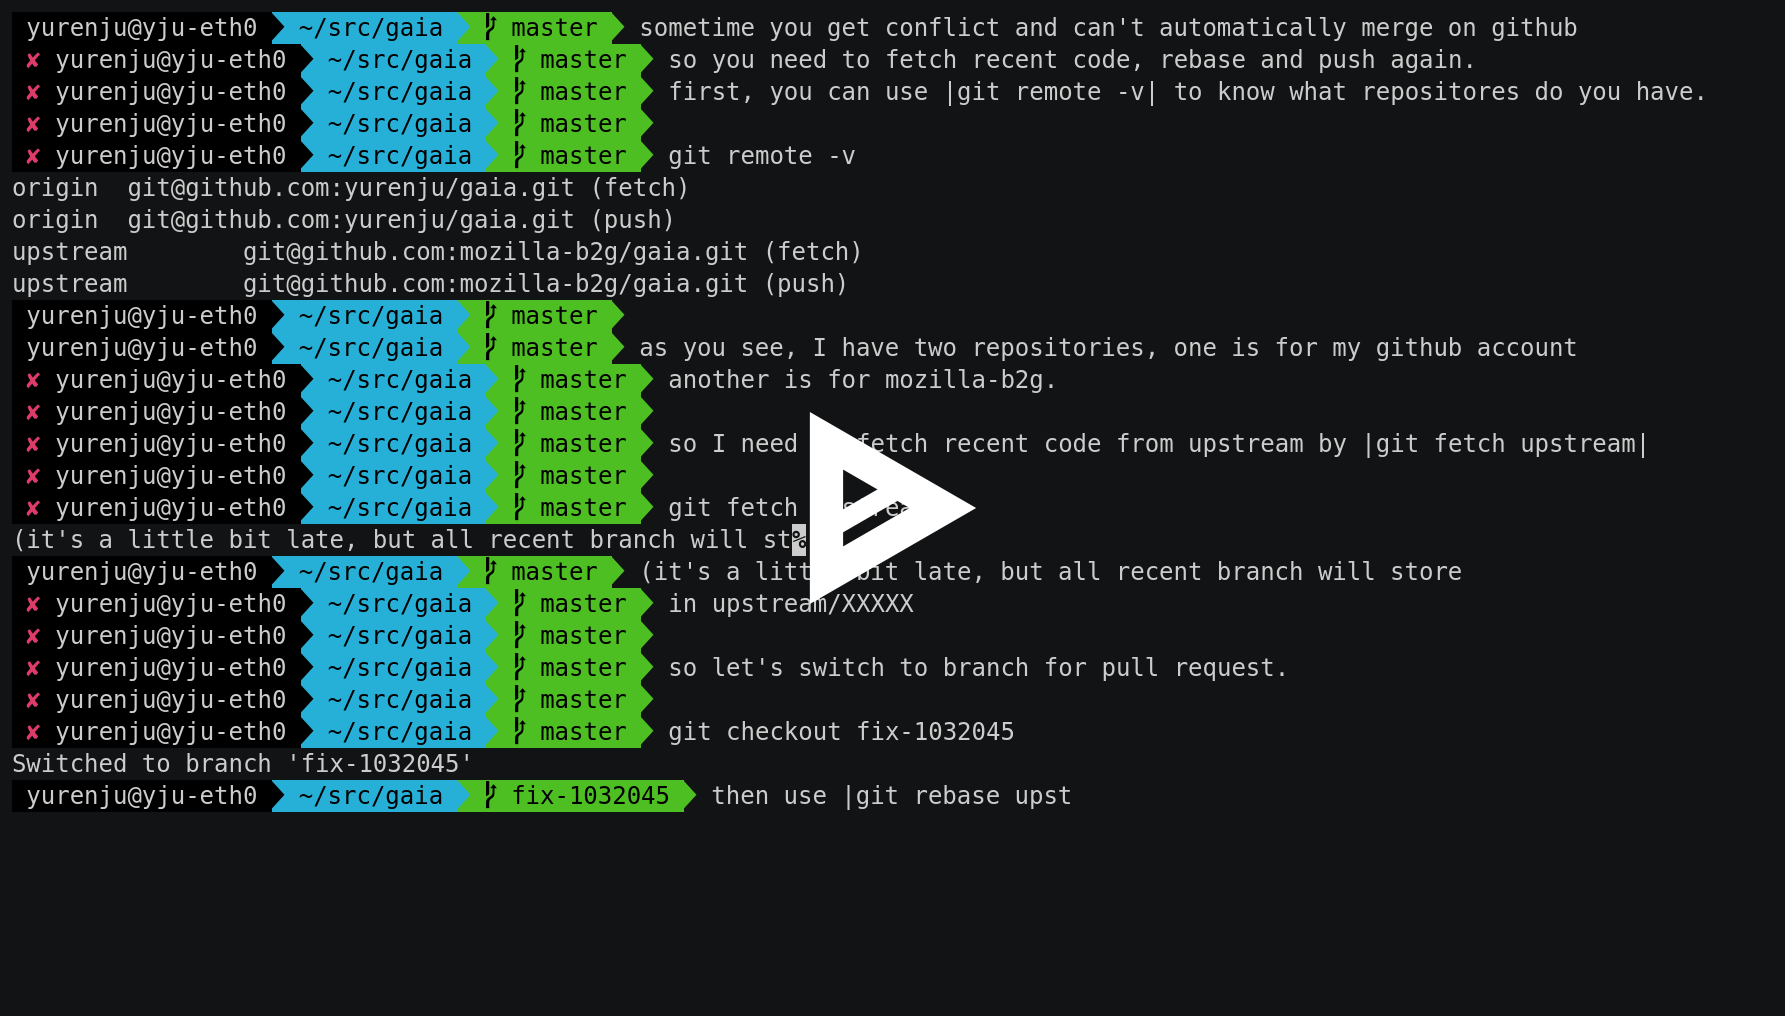 yurenju@yju-eth0 ~/src/gaia master sometime you get conflict and can't automatically merge on github
✘ yurenju@yju-eth0 ~/src/gaia master so you need to fetch recent code, rebase and push again.
✘ yurenju@yju-eth0 ~/src/gaia master first, you can use |git remote -v| to know what repositores do you have.
✘ yurenju@yju-eth0 ~/src/gaia master
✘ yurenju@yju-eth0 ~/src/gaia master git remote -v
origin git@github.com:yurenju/gaia.git (fetch)
origin git@github.com:yurenju/gaia.git (push)
upstream git@github.com:mozilla-b2g/gaia.git (fetch)
upstream git@github.com:mozilla-b2g/gaia.git (push)
yurenju@yju-eth0 ~/src/gaia master
yurenju@yju-eth0 ~/src/gaia master as you see, I have two repositories, one is for my github account
✘ yurenju@yju-eth0 ~/src/gaia master another is for mozilla-b2g.
✘ yurenju@yju-eth0 ~/src/gaia master
✘ yurenju@yju-eth0 ~/src/gaia master so I need fetch recent code from upstream by |git fetch upstream|
✘ yurenju@yju-eth0 ~/src/gaia master
✘ yurenju@yju-eth0 ~/src/gaia master git fetch
(it's a little bit late, but all recent branch will st%
yurenju@yju-eth0 ~/src/gaia master (it's a little bit late, but all recent branch will store
✘ yurenju@yju-eth0 ~/src/gaia master in upstream/XXXXX
✘ yurenju@yju-eth0 ~/src/gaia master
✘ yurenju@yju-eth0 ~/src/gaia master so let's switch to branch for pull request.
✘ yurenju@yju-eth0 ~/src/gaia master
✘ yurenju@yju-eth0 ~/src/gaia master git checkout fix-1032045
Switched to branch 'fix-1032045'
yurenju@yju-eth0 ~/src/gaia fix-1032045 then use |git rebase upst